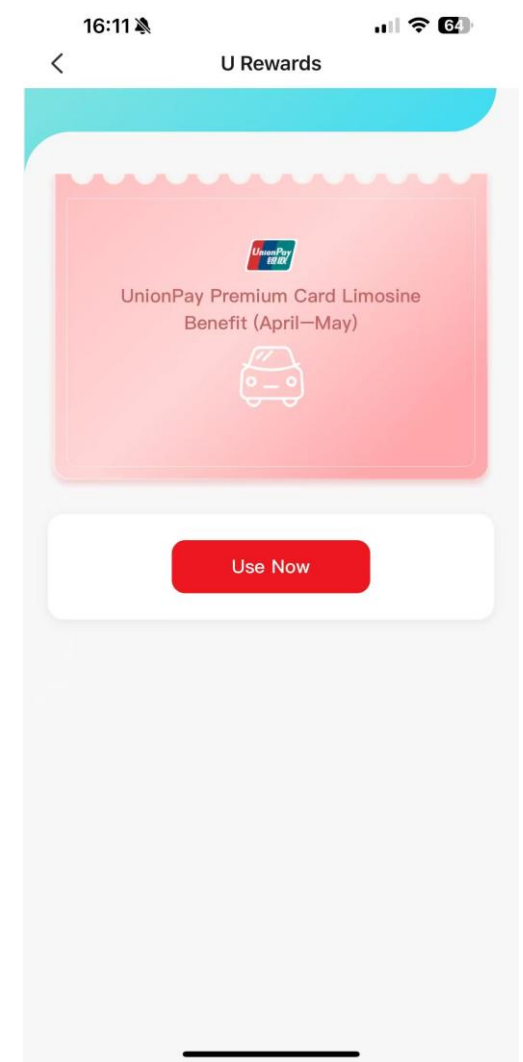 16:11
64
U Rewards
UnionPay
银联
UnionPay Premium Card Limosine
Benefit (April—May)
Use Now